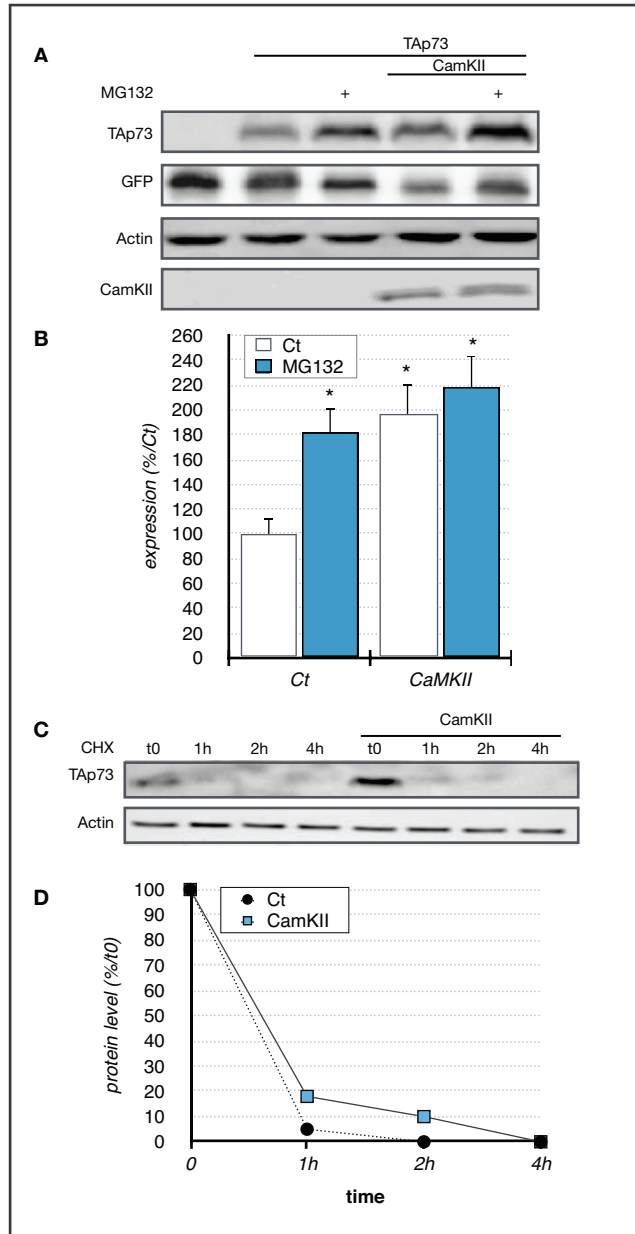 A
TAp73
CamKII
MG132 + +
TAp73
GFP
Actin
CamKII
B
Ct
MG132
expression (%/Ct)
260
240
220
200
180
160
140
120
100
80
60
40
20
0
* * *
Ct CaMKII
C
CamKII
CHX t0 1h 2h 4h t0 1h 2h 4h
TAp73
Actin
D
Ct
CamKII
protein level (%/t0)
100
90
80
70
60
50
40
30
20
10
0
0 1h 2h 4h
time